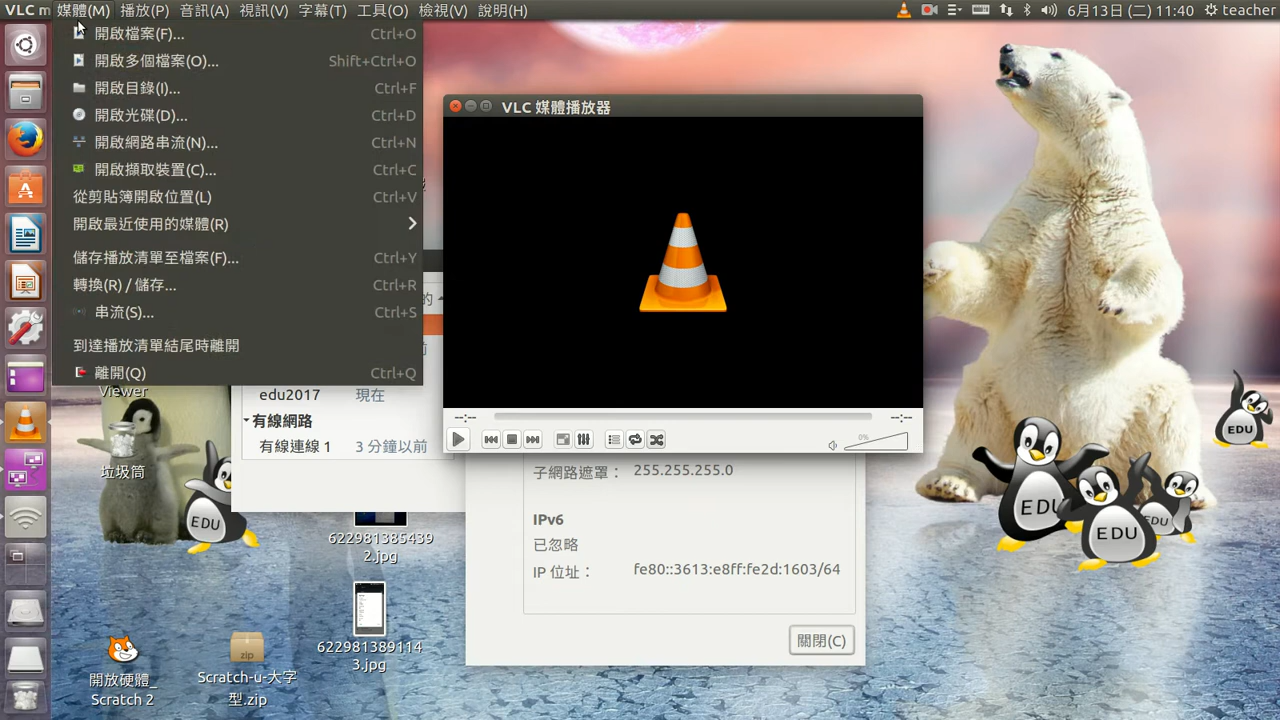 VLC m 媒體(M) 播放(P) 音訊(A) 視訊(V) 字幕(T) 工具(O) 檢視(V) 說明(H) 6月13日 (二) 11:40 teacher
開啟檔案(F)... Ctrl+O
開啟多個檔案(O)... Shift+Ctrl+O
開啟目錄(I)... Ctrl+F
開啟光碟(D)... Ctrl+D
開啟網路串流(N)... Ctrl+N
開啟擷取裝置(C)... Ctrl+C
從剪貼簿開啟位置(L) Ctrl+V
開啟最近使用的媒體(R)
儲存播放清單至檔案(F)... Ctrl+Y
轉換(R) / 儲存... Ctrl+R
串流(S)... Ctrl+S
到達播放清單結尾時離開
離開(Q) Ctrl+Q
VLC 媒體播放器
--:-- --:--
0%
的
前
Viewer
edu2017 現在
有線網路
有線連線 1 3 分鐘以前
垃圾筒
子網路遮罩： 255.255.255.0
IPv6
已忽略
IP 位址： fe80::3613:e8ff:fe2d:1603/64
關閉(C)
622981385439
2.jpg
622981389114
3.jpg
開放硬體_
Scratch 2
Scratch-u-大字
型.zip
zip
EDU
EDU
EDU
EDU
EDU